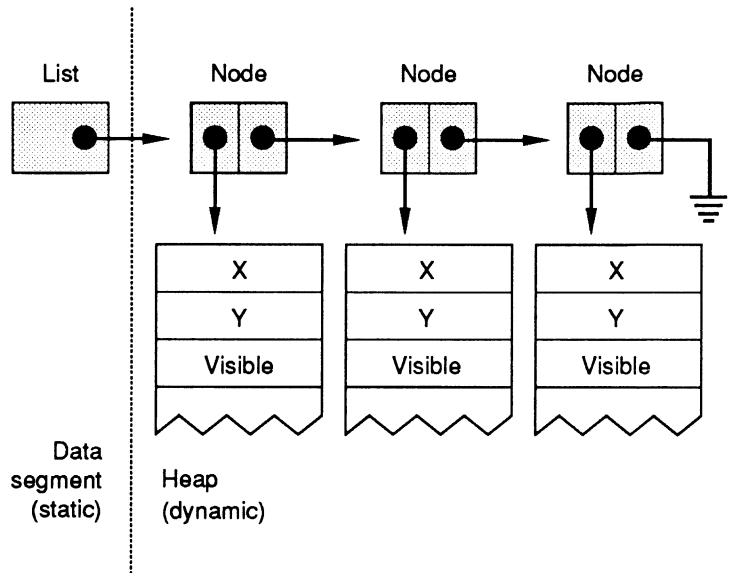 List
Node
Node
Node
X
X
X
Y
Y
Y
Visible
Visible
Visible
Data
segment
(static)
Heap
(dynamic)